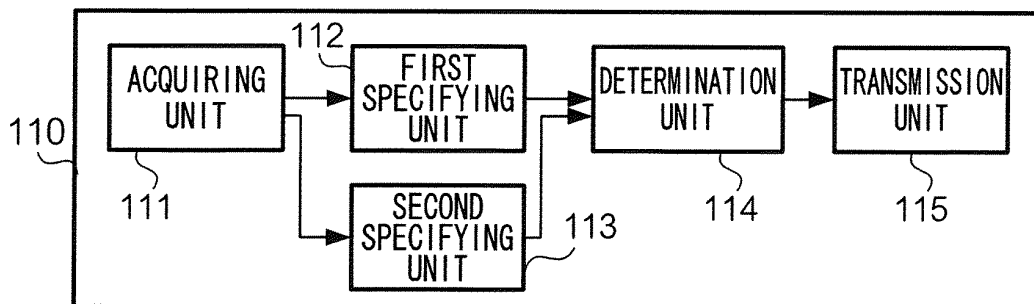 110
111
ACQUIRING
UNIT
112
FIRST
SPECIFYING
UNIT
SECOND
SPECIFYING
UNIT
113
DETERMINATION
UNIT
114
TRANSMISSION
UNIT
115